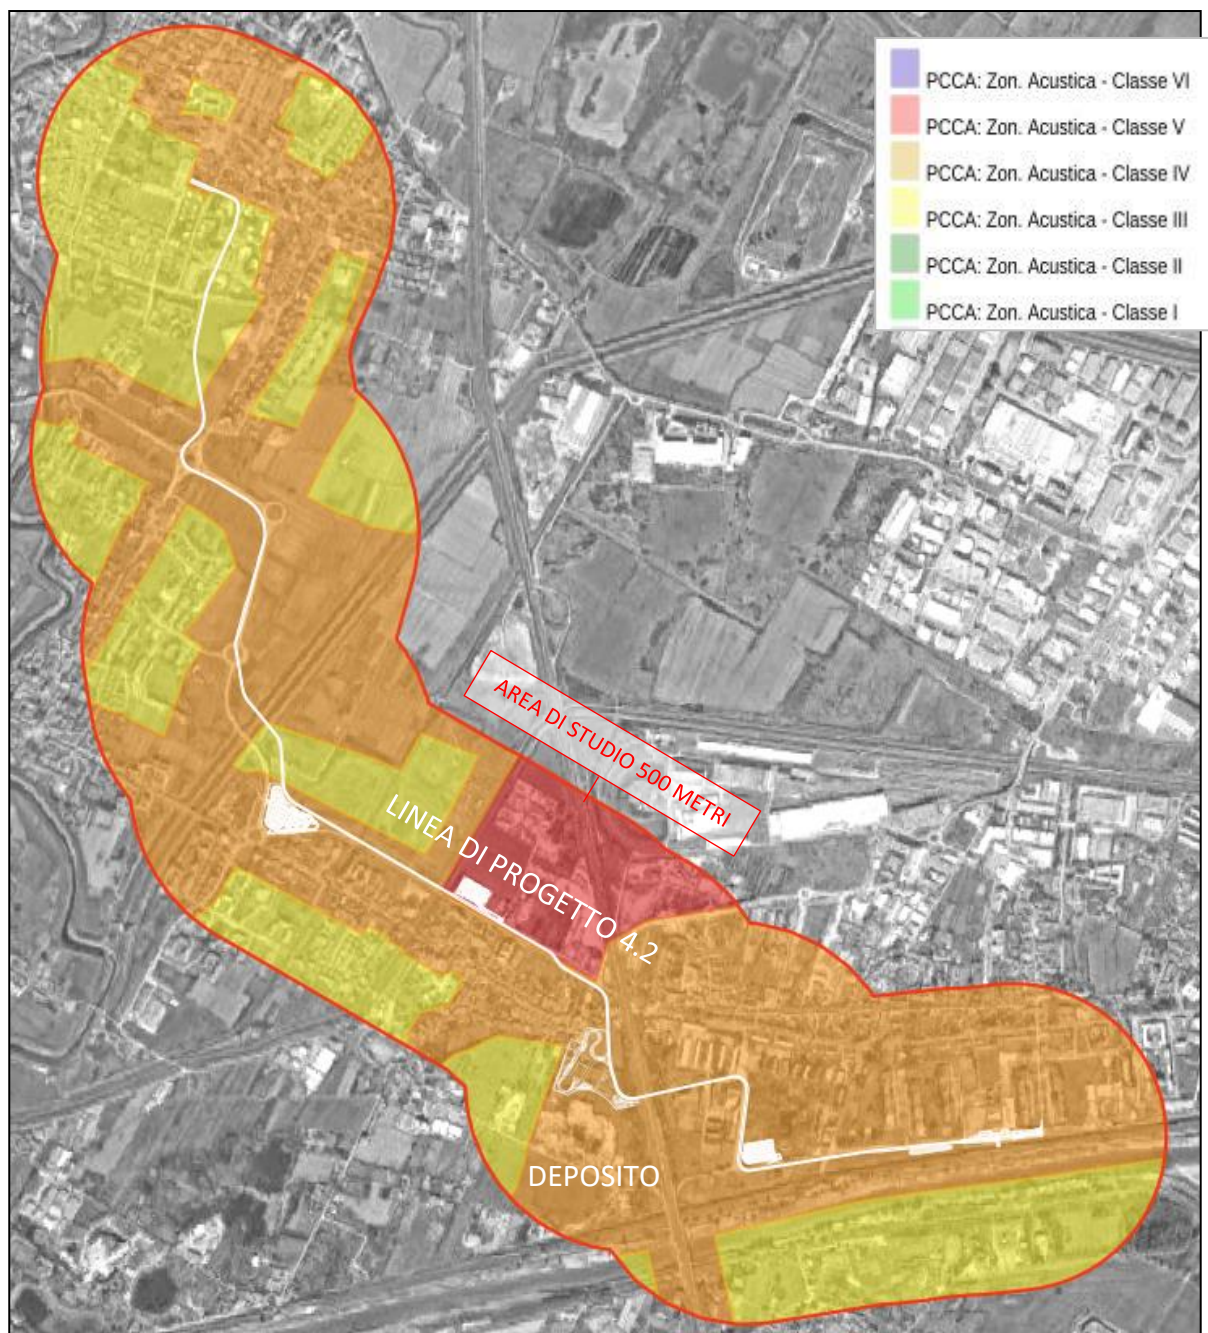 PCCA: Zon. Acustica - Classe VI
PCCA: Zon. Acustica - Classe V
PCCA: Zon. Acustica - Classe IV
PCCA: Zon. Acustica - Classe III
PCCA: Zon. Acustica - Classe II
PCCA: Zon. Acustica - Classe I
AREA DI STUDIO 500 METRI
LINEA DI PROGETTO 4.2
DEPOSITO